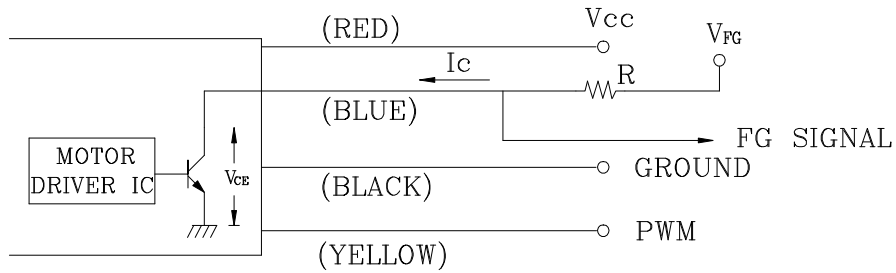 (RED)
Vcc
VFG
Ic
R
(BLUE)
FG SIGNAL
MOTOR
DRIVER IC
VCE
(BLACK)
GROUND
(YELLOW)
PWM